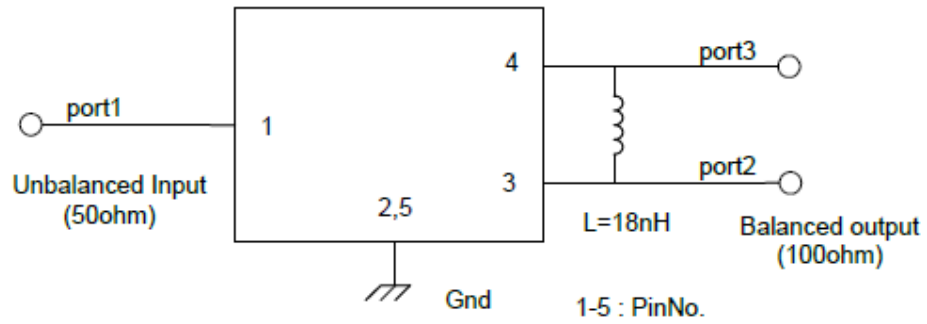 4
port3
port1
1
Unbalanced Input
(50ohm)
3
port2
2,5
L=18nH
Balanced output
(100ohm)
Gnd
1-5 : PinNo.